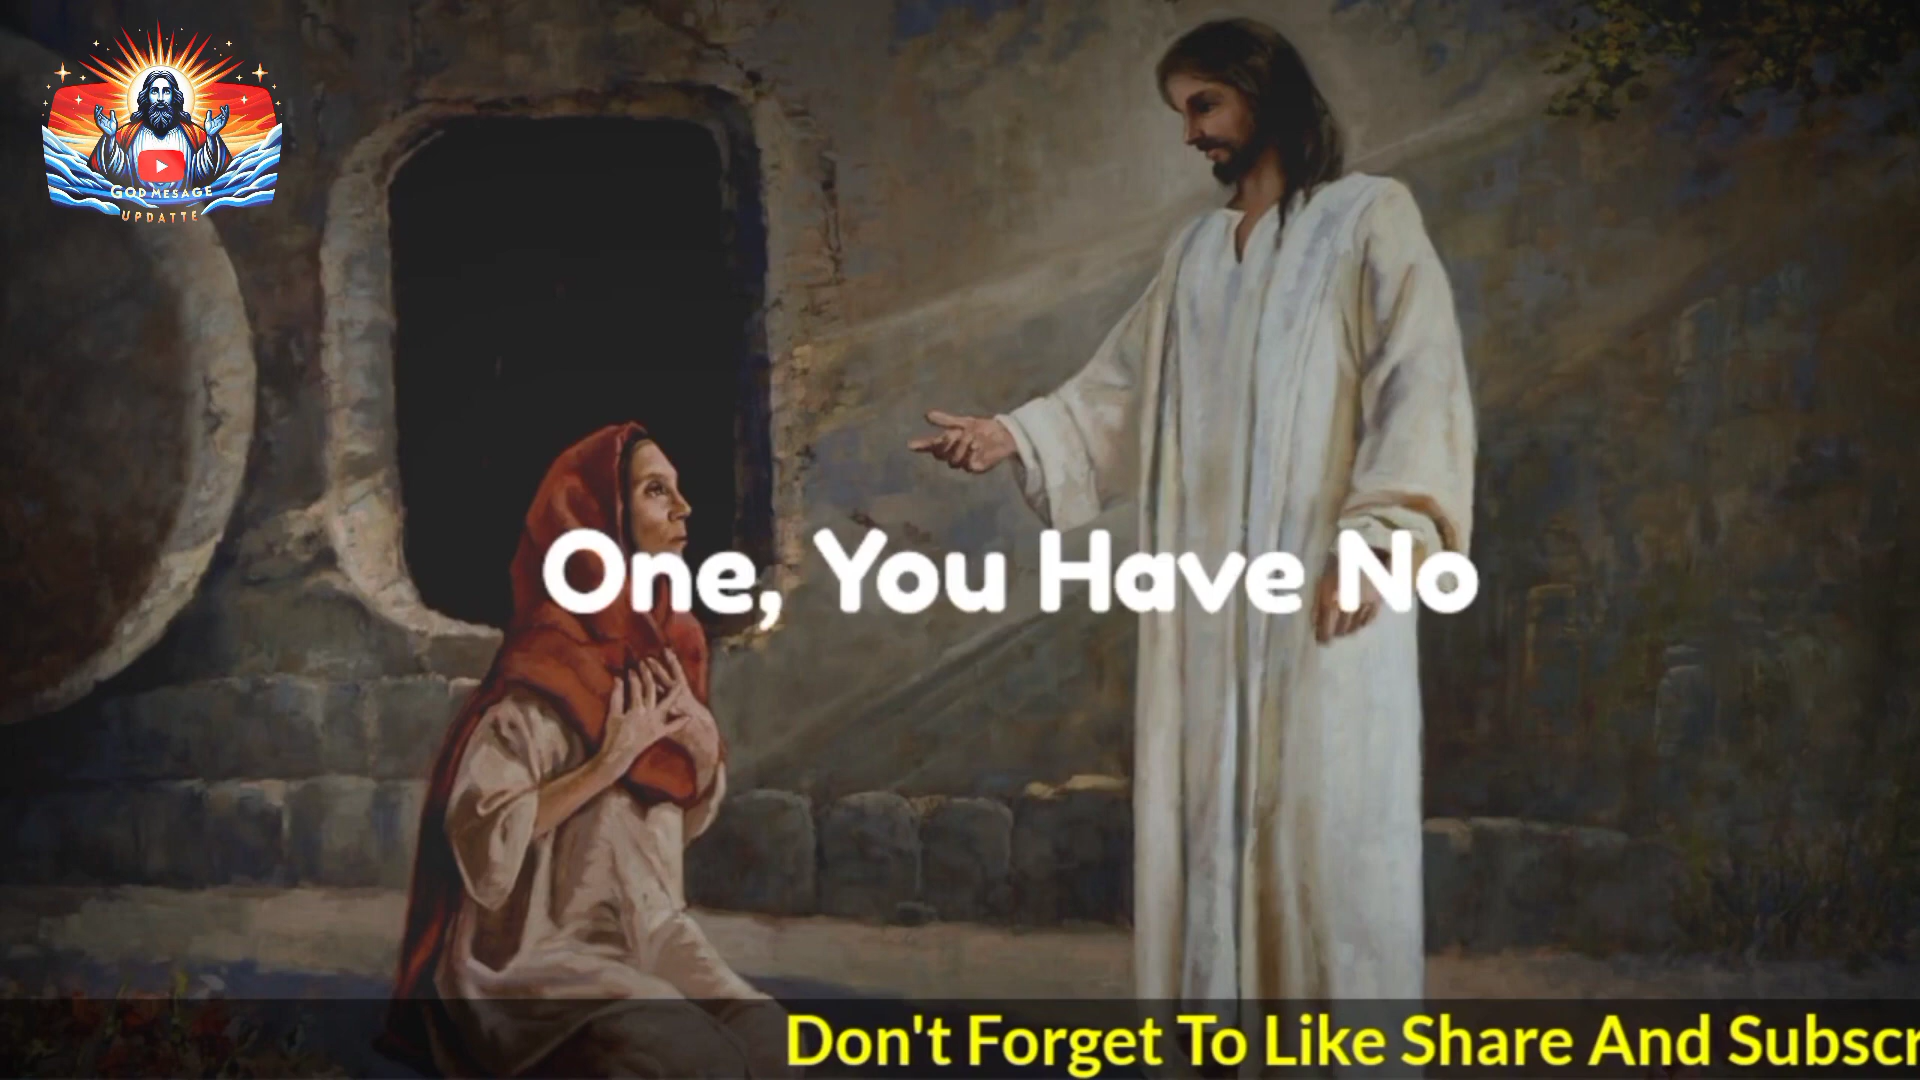 GOD MESAGE
UPDATTE
One, You Have No
Don't Forget To Like Share And Subscr